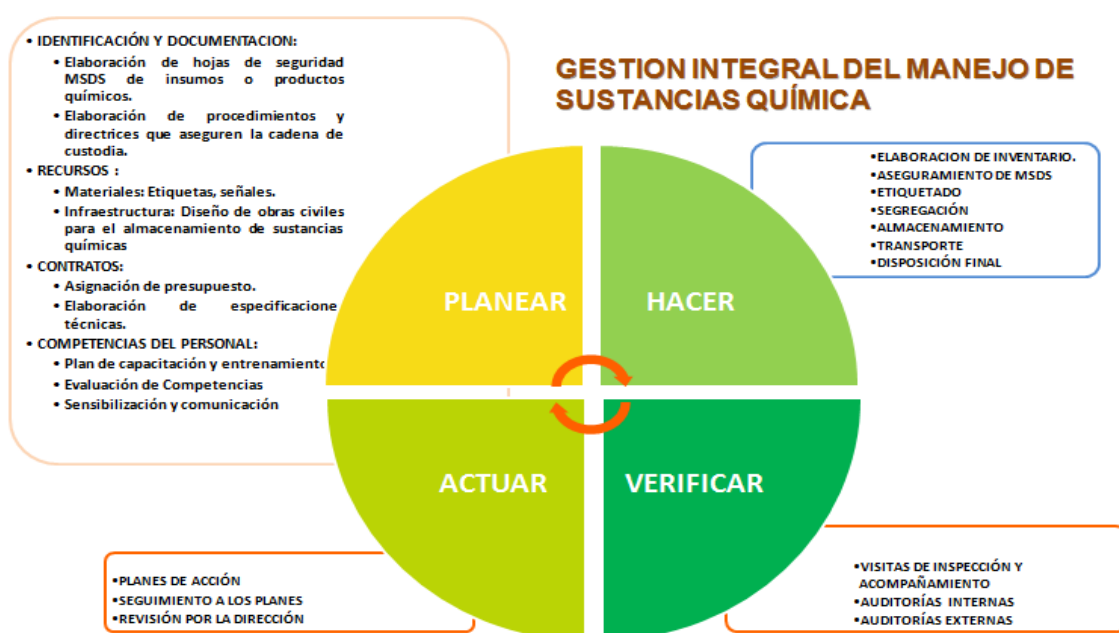 GESTION INTEGRAL DEL MANEJO DE
SUSTANCIAS QUÍMICA
• IDENTIFICACIÓN Y DOCUMENTACION:
• Elaboración de hojas de seguridad
MSDS de insumos o productos
químicos.
• Elaboración de procedimientos y
directrices que aseguren la cadena de
custodia.
• RECURSOS :
• Materiales: Etiquetas, señales.
• Infraestructura: Diseño de obras civiles
para el almacenamiento de sustancias
químicas
• CONTRATOS:
• Asignación de presupuesto.
• Elaboración de especificacione
técnicas.
• COMPETENCIAS DEL PERSONAL:
• Plan de capacitación y entrenamiento
• Evaluación de Competencias
• Sensibilización y comunicación
•ELABORACION DE INVENTARIO.
•ASEGURAMIENTO DE MSDS
•ETIQUETADO
•SEGREGACIÓN
•ALMACENAMIENTO
•TRANSPORTE
•DISPOSICIÓN FINAL
PLANEAR
HACER
ACTUAR
VERIFICAR
•PLANES DE ACCIÓN
•SEGUIMIENTO A LOS PLANES
•REVISIÓN POR LA DIRECCIÓN
•VISITAS DE INSPECCIÓN Y
ACOMPAÑAMIENTO
•AUDITORÍAS INTERNAS
•AUDITORÍAS EXTERNAS